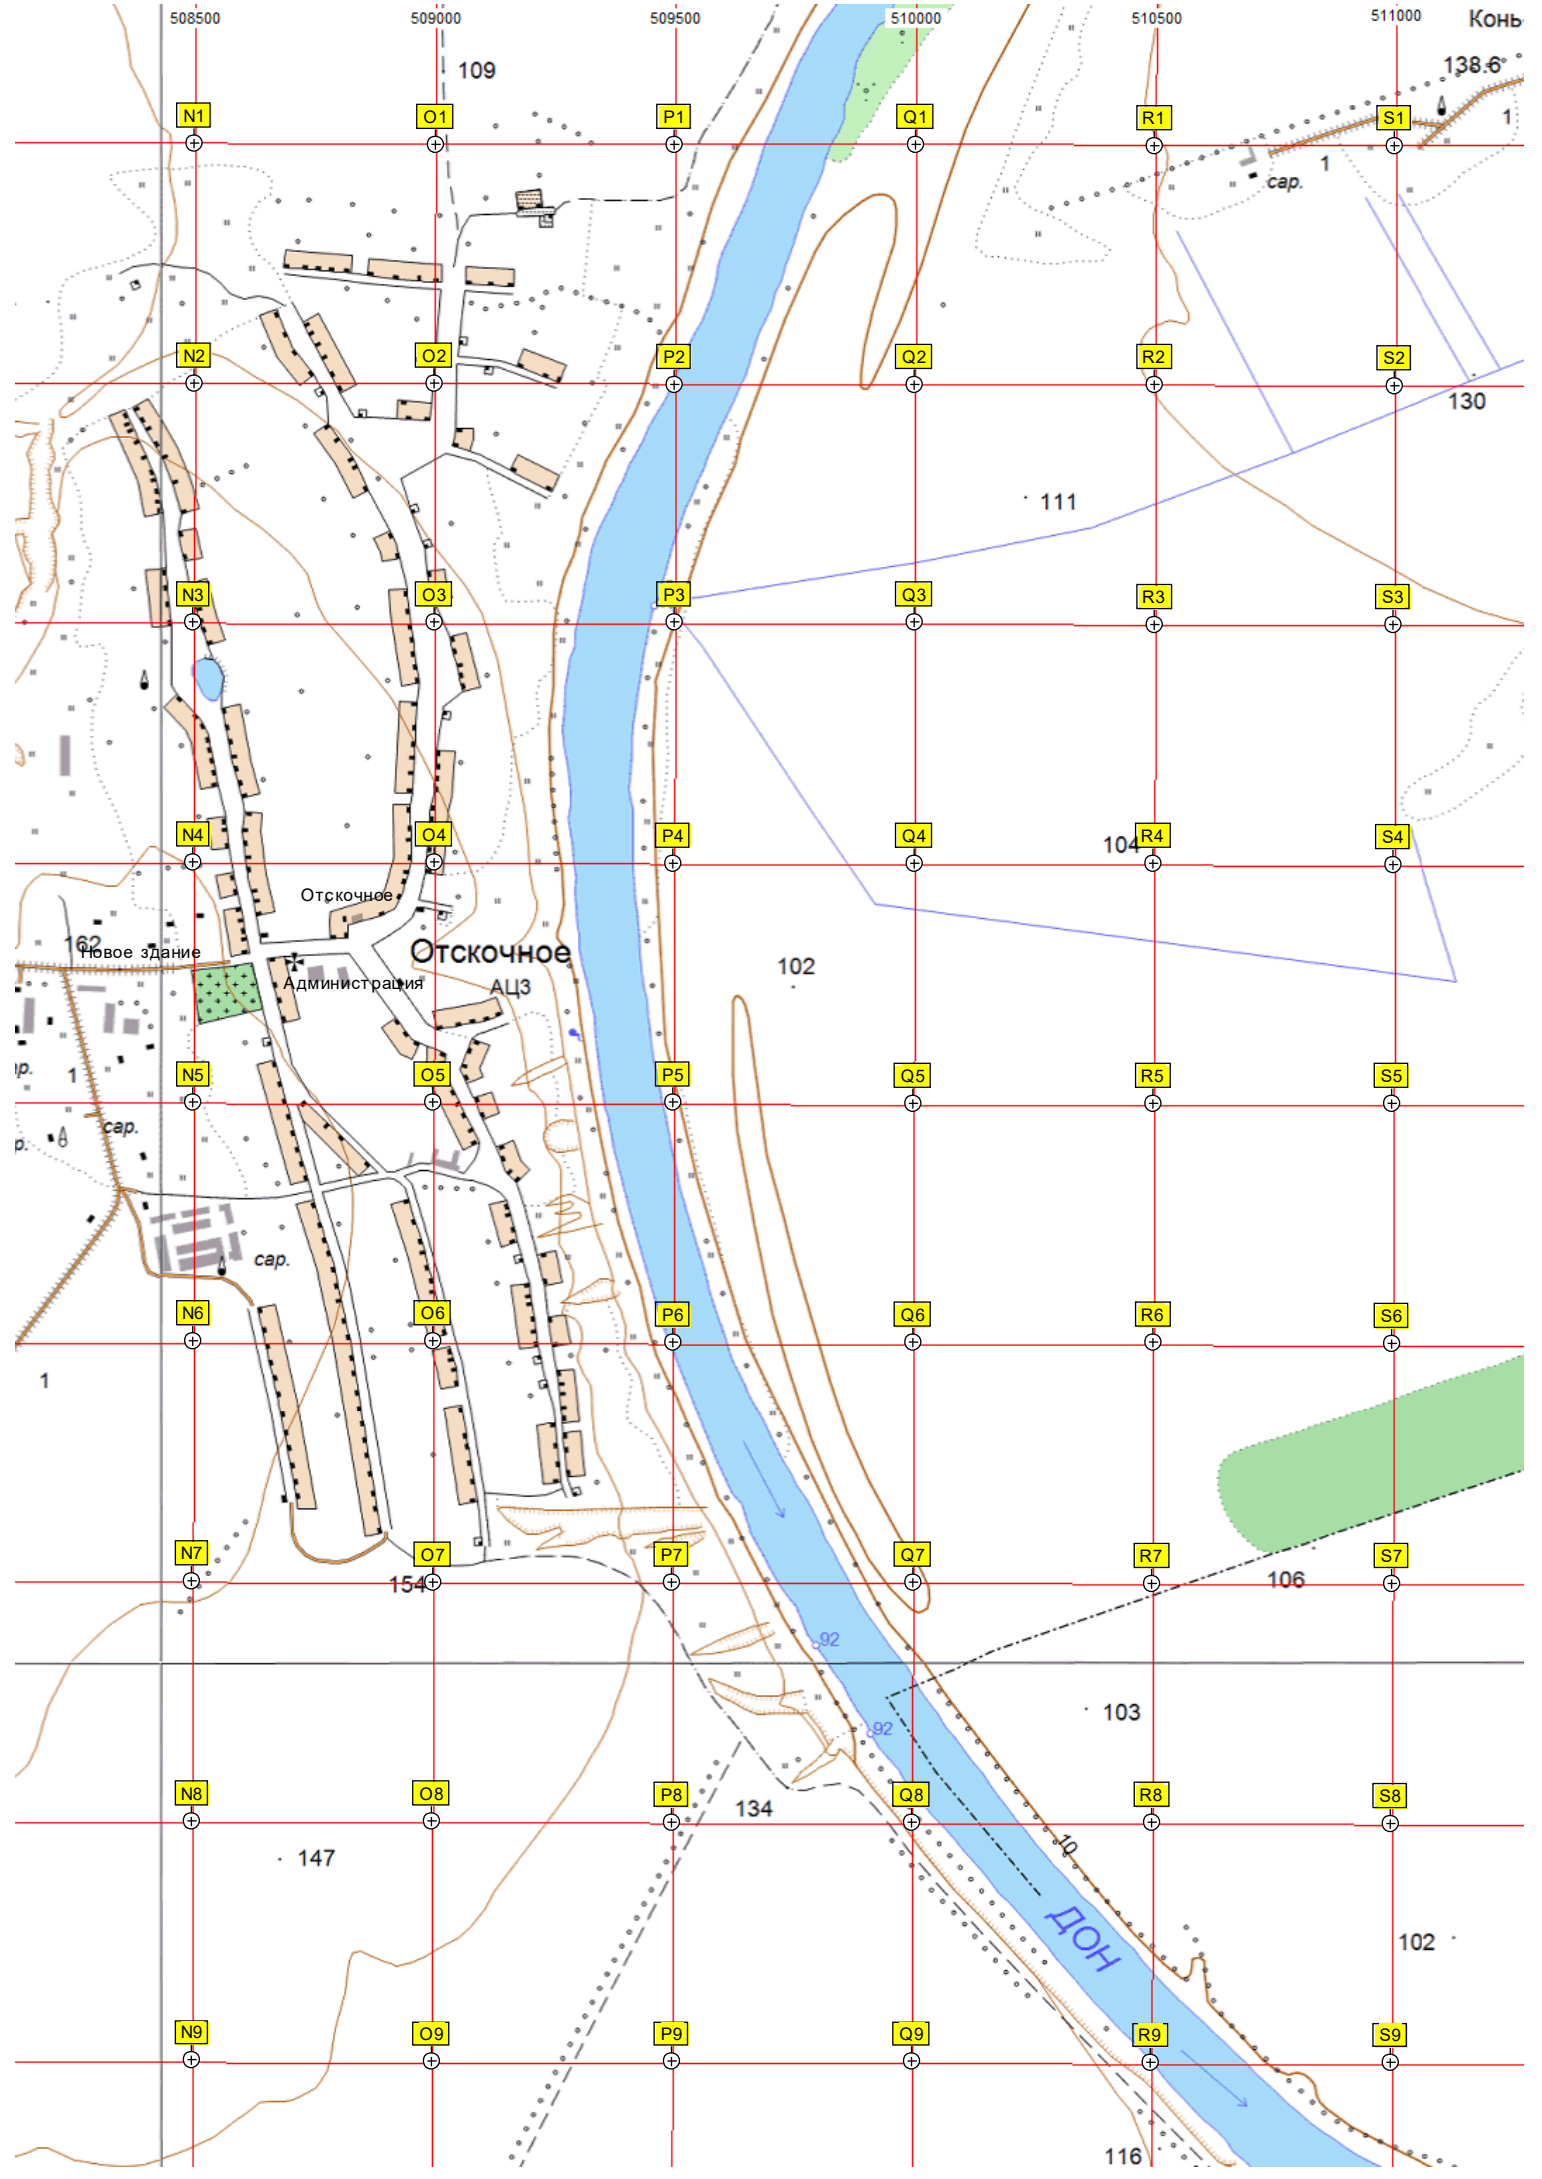 508500 509000 509500 510000 510500 511000 Конь
109
138.6
N1 O1 P1 Q1 R1 S1 1
1
сар.
N2 O2 P2 Q2 R2 S2
130
111
N3 O3 P3 Q3 R3 S3
N4 O4 P4 Q4 104 R4 S4
Отскочное
162 Новое здание Отскочное
102
Администрация АЦЗ
N5 O5 P5 Q5 R5 S5
ар.
1
сар.
р.
сар.
N6 O6 P6 Q6 R6 S6
1
N7 O7 P7 Q7 R7 S7
154 106
92
103
92
N8 O8 P8 Q8 R8 S8
134
147
10
ДОН
102
N9 O9 P9 Q9 R9 S9
116